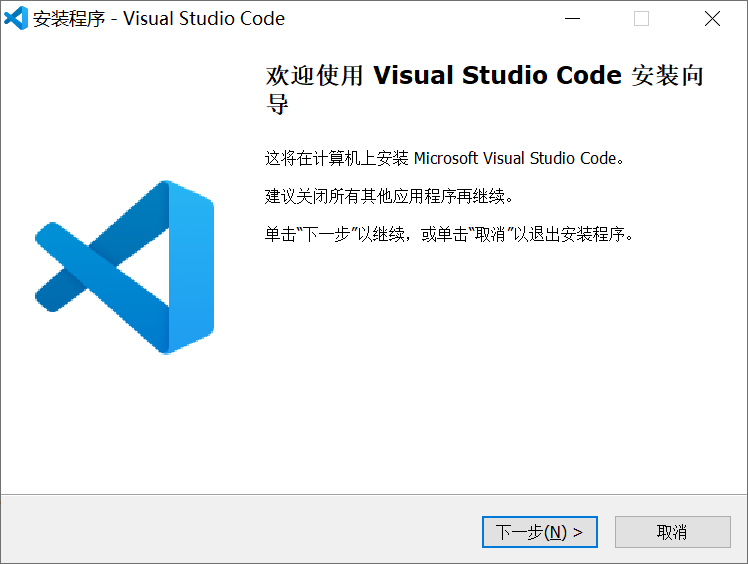 安装程序 - Visual Studio Code
欢迎使用 Visual Studio Code 安装向
导
这将在计算机上安装 Microsoft Visual Studio Code。
建议关闭所有其他应用程序再继续。
单击“下一步”以继续，或单击“取消”以退出安装程序。
下一步(N) >
取消